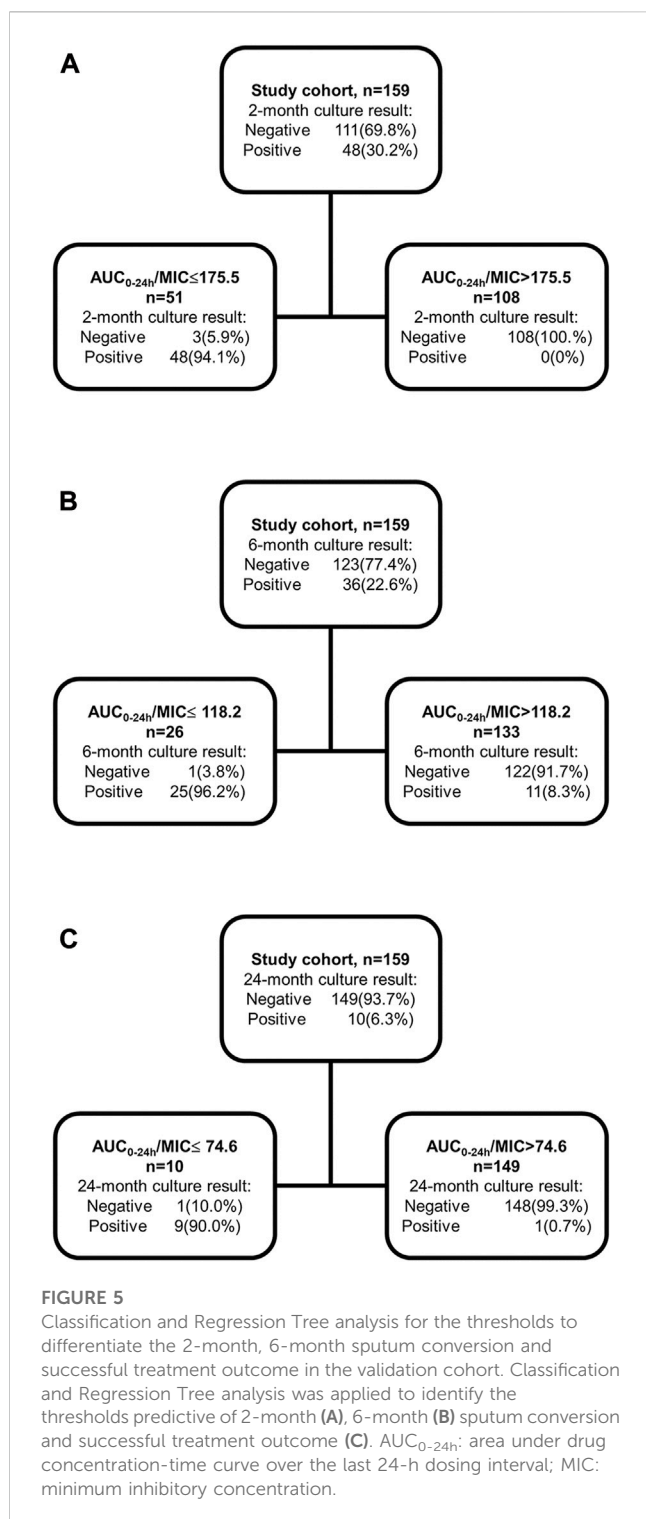 A
Study cohort, n=159
2-month culture result:
Negative 111(69.8%)
Positive 48(30.2%)
AUC0-24h/MIC≤175.5
n=51
2-month culture result:
Negative 3(5.9%)
Positive 48(94.1%)
AUC0-24h/MIC>175.5
n=108
2-month culture result:
Negative 108(100.%)
Positive 0(0%)
B
Study cohort, n=159
6-month culture result:
Negative 123(77.4%)
Positive 36(22.6%)
AUC0-24h/MIC≤ 118.2
n=26
6-month culture result:
Negative 1(3.8%)
Positive 25(96.2%)
AUC0-24h/MIC>118.2
n=133
6-month culture result:
Negative 122(91.7%)
Positive 11(8.3%)
C
Study cohort, n=159
24-month culture result:
Negative 149(93.7%)
Positive 10(6.3%)
AUC0-24h/MIC≤ 74.6
n=10
24-month culture result:
Negative 1(10.0%)
Positive 9(90.0%)
AUC0-24h/MIC>74.6
n=149
24-month culture result:
Negative 148(99.3%)
Positive 1(0.7%)
FIGURE 5
Classification and Regression Tree analysis for the thresholds to
differentiate the 2-month, 6-month sputum conversion and
successful treatment outcome in the validation cohort. Classification
and Regression Tree analysis was applied to identify the
thresholds predictive of 2-month (A), 6-month (B) sputum conversion
and successful treatment outcome (C). AUC0-24h: area under drug
concentration-time curve over the last 24-h dosing interval; MIC:
minimum inhibitory concentration.